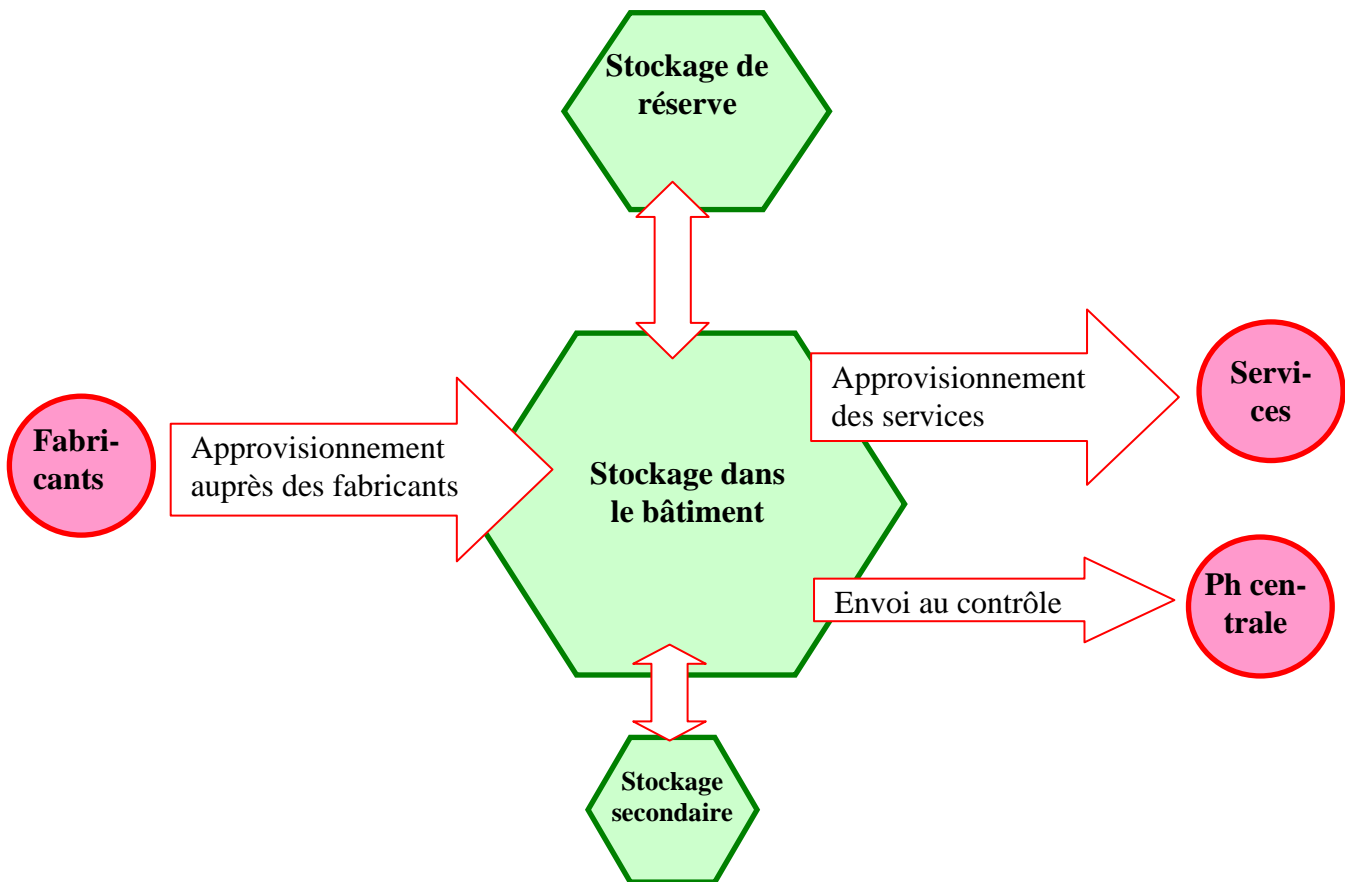 Stockage de
réserve
Fabri-
cants
Approvisionnement
auprès des fabricants
Stockage dans
le bâtiment
Approvisionnement
des services
Servi-
ces
Envoi au contrôle
Ph cen-
trale
Stockage
secondaire